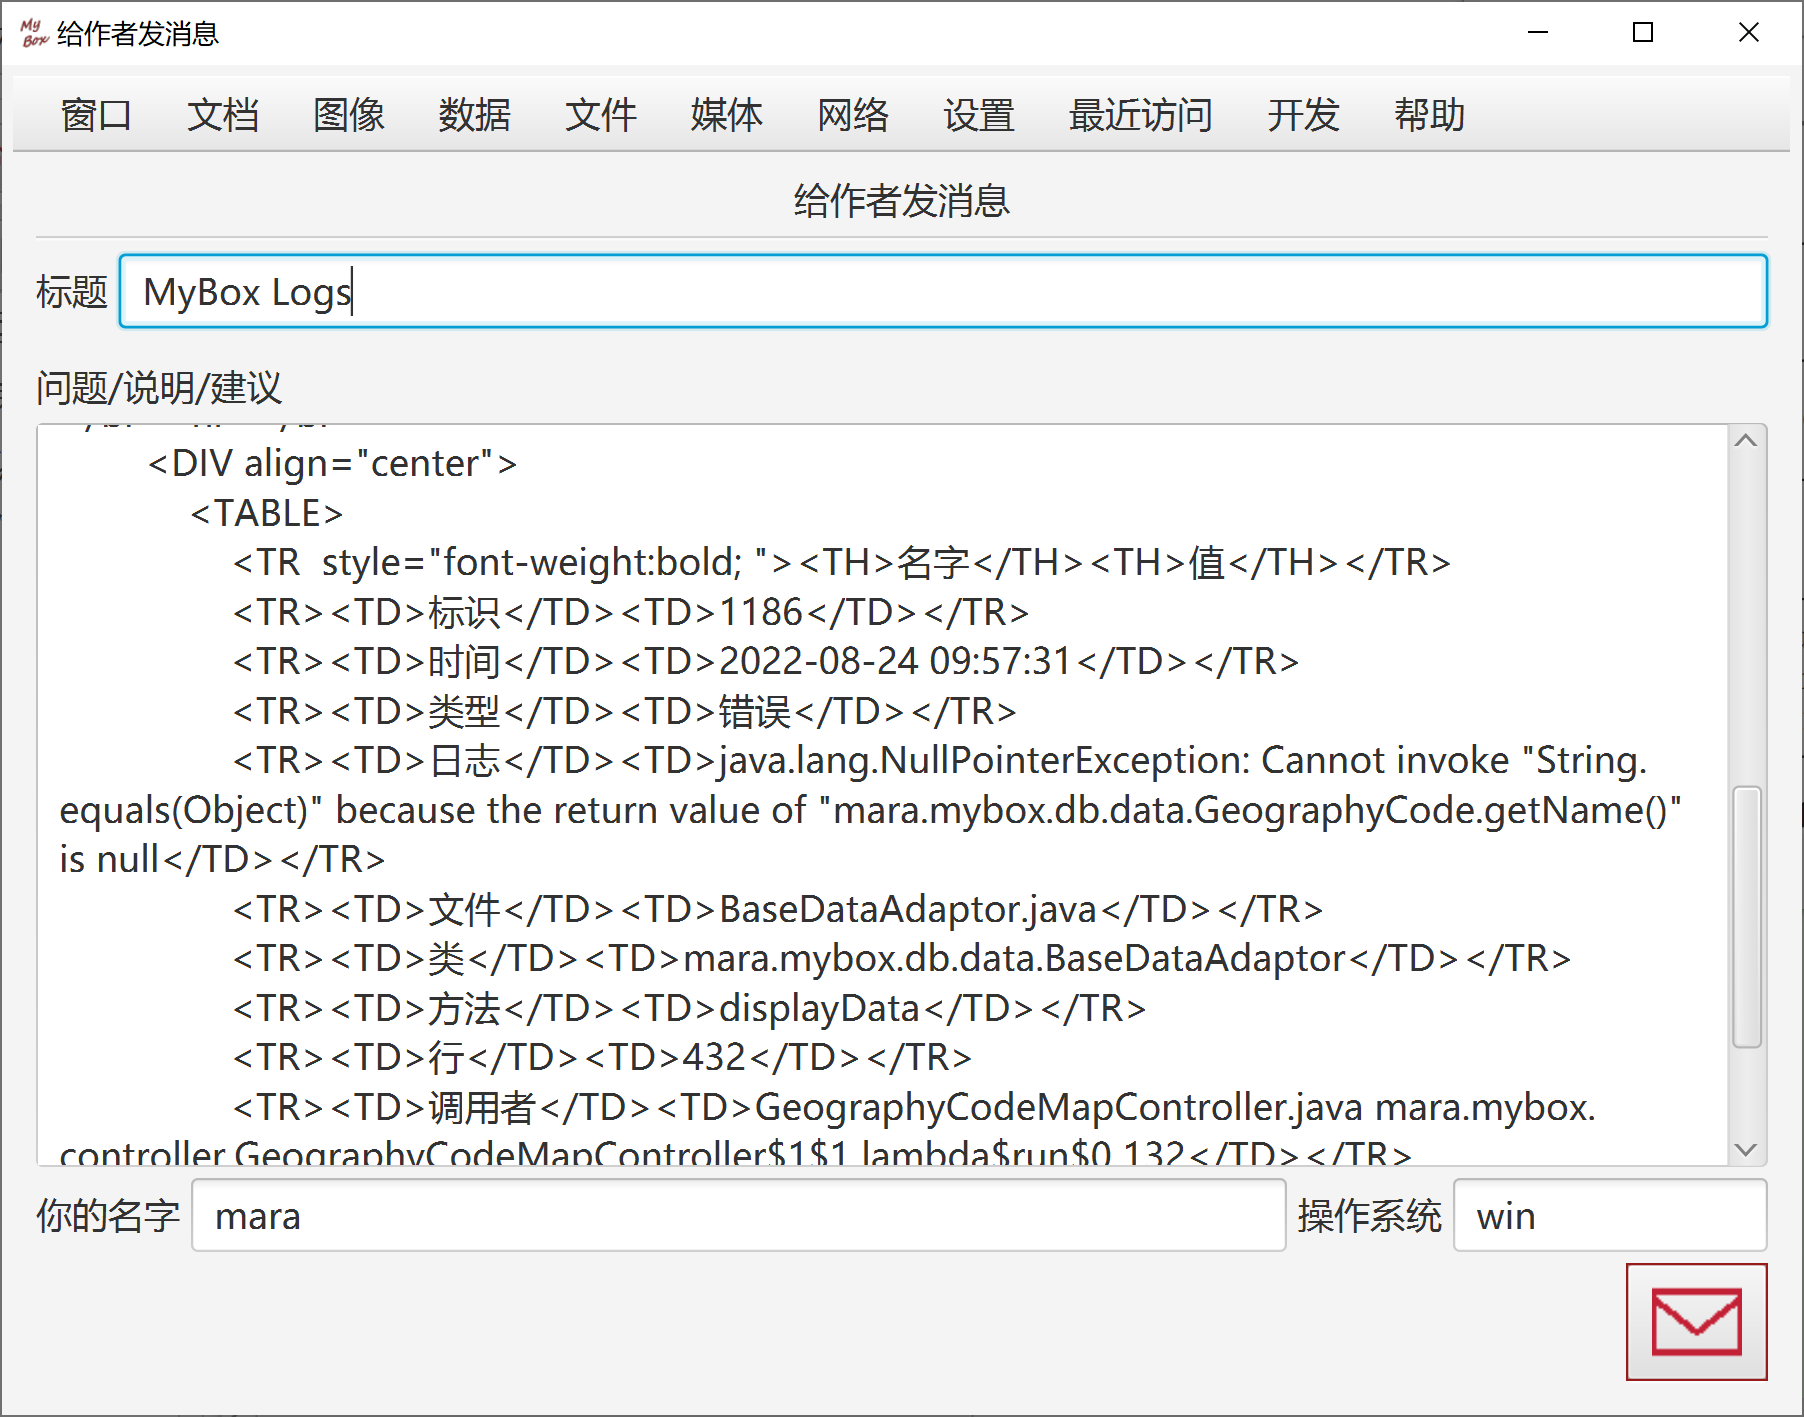 My Box 给作者发消息
窗口 文档 图像 数据 文件 媒体 网络 设置 最近访问 开发 帮助
给作者发消息
标题 MyBox Logs
问题/说明/建议
<DIV align="center">
<TABLE>
<TR  style="font-weight:bold; "><TH>名字</TH><TH>值</TH></TR>
<TR><TD>标识</TD><TD>1186</TD></TR>
<TR><TD>时间</TD><TD>2022-08-24 09:57:31</TD></TR>
<TR><TD>类型</TD><TD>错误</TD></TR>
<TR><TD>日志</TD><TD>java.lang.NullPointerException: Cannot invoke "String.
equals(Object)" because the return value of "mara.mybox.db.data.GeographyCode.getName()"
is null</TD></TR>
<TR><TD>文件</TD><TD>BaseDataAdaptor.java</TD></TR>
<TR><TD>类</TD><TD>mara.mybox.db.data.BaseDataAdaptor</TD></TR>
<TR><TD>方法</TD><TD>displayData</TD></TR>
<TR><TD>行</TD><TD>432</TD></TR>
<TR><TD>调用者</TD><TD>GeographyCodeMapController.java mara.mybox.
controller.GeographyCodeMapController$1$1 lambda$run$0 132</TD></TR>
你的名字 mara 操作系统 win